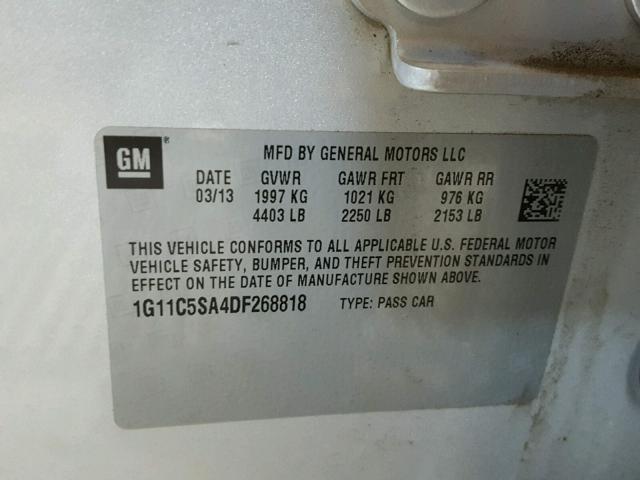 GM®
MFD BY GENERAL MOTORS LLC
DATE GVWR GAWR FRT GAWR RR
03/13 1997 KG 1021 KG 976 KG
4403 LB 2250 LB 2153 LB
THIS VEHICLE CONFORMS TO ALL APPLICABLE U.S. FEDERAL MOTOR
VEHICLE SAFETY, BUMPER, AND THEFT PREVENTION STANDARDS IN
EFFECT ON THE DATE OF MANUFACTURE SHOWN ABOVE.
1G11C5SA4DF268818 TYPE: PASS CAR